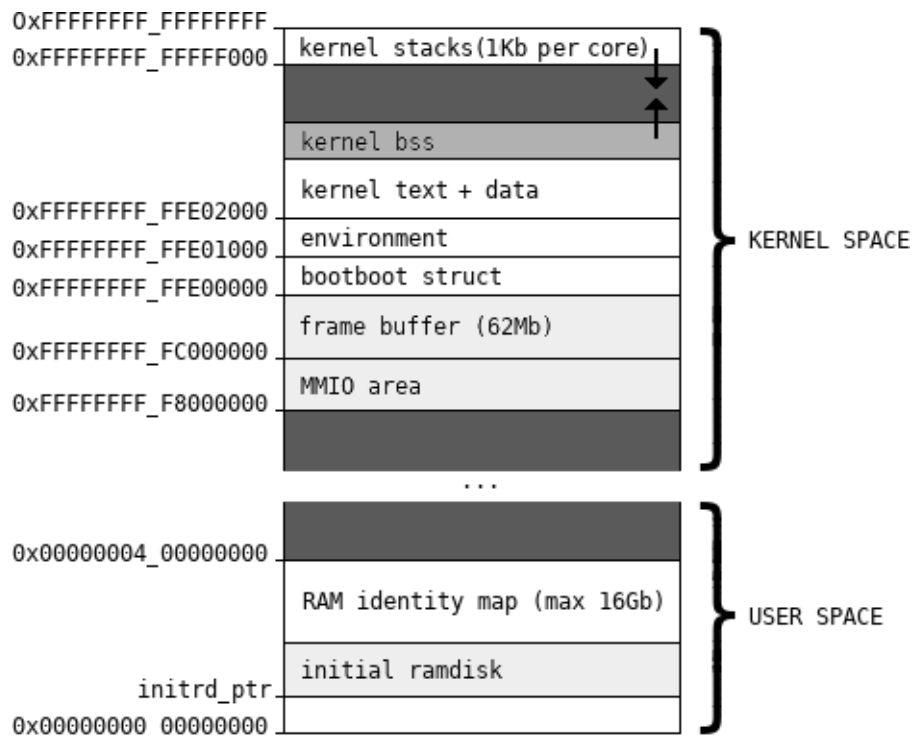 0xFFFFFFFF_FFFFFFFF
kernel stacks(1Kb per core)
0xFFFFFFFF_FFFFF000
kernel bss
kernel text + data
0xFFFFFFFF_FFE02000
environment
0xFFFFFFFF_FFE01000
KERNEL SPACE
bootboot struct
0xFFFFFFFF_FFE00000
frame buffer (62Mb)
0xFFFFFFFF_FC000000
MMIO area
0xFFFFFFFF_F8000000
...
0x00000004_00000000
RAM identity map (max 16Gb)
USER SPACE
initial ramdisk
initrd_ptr
0x00000000 00000000